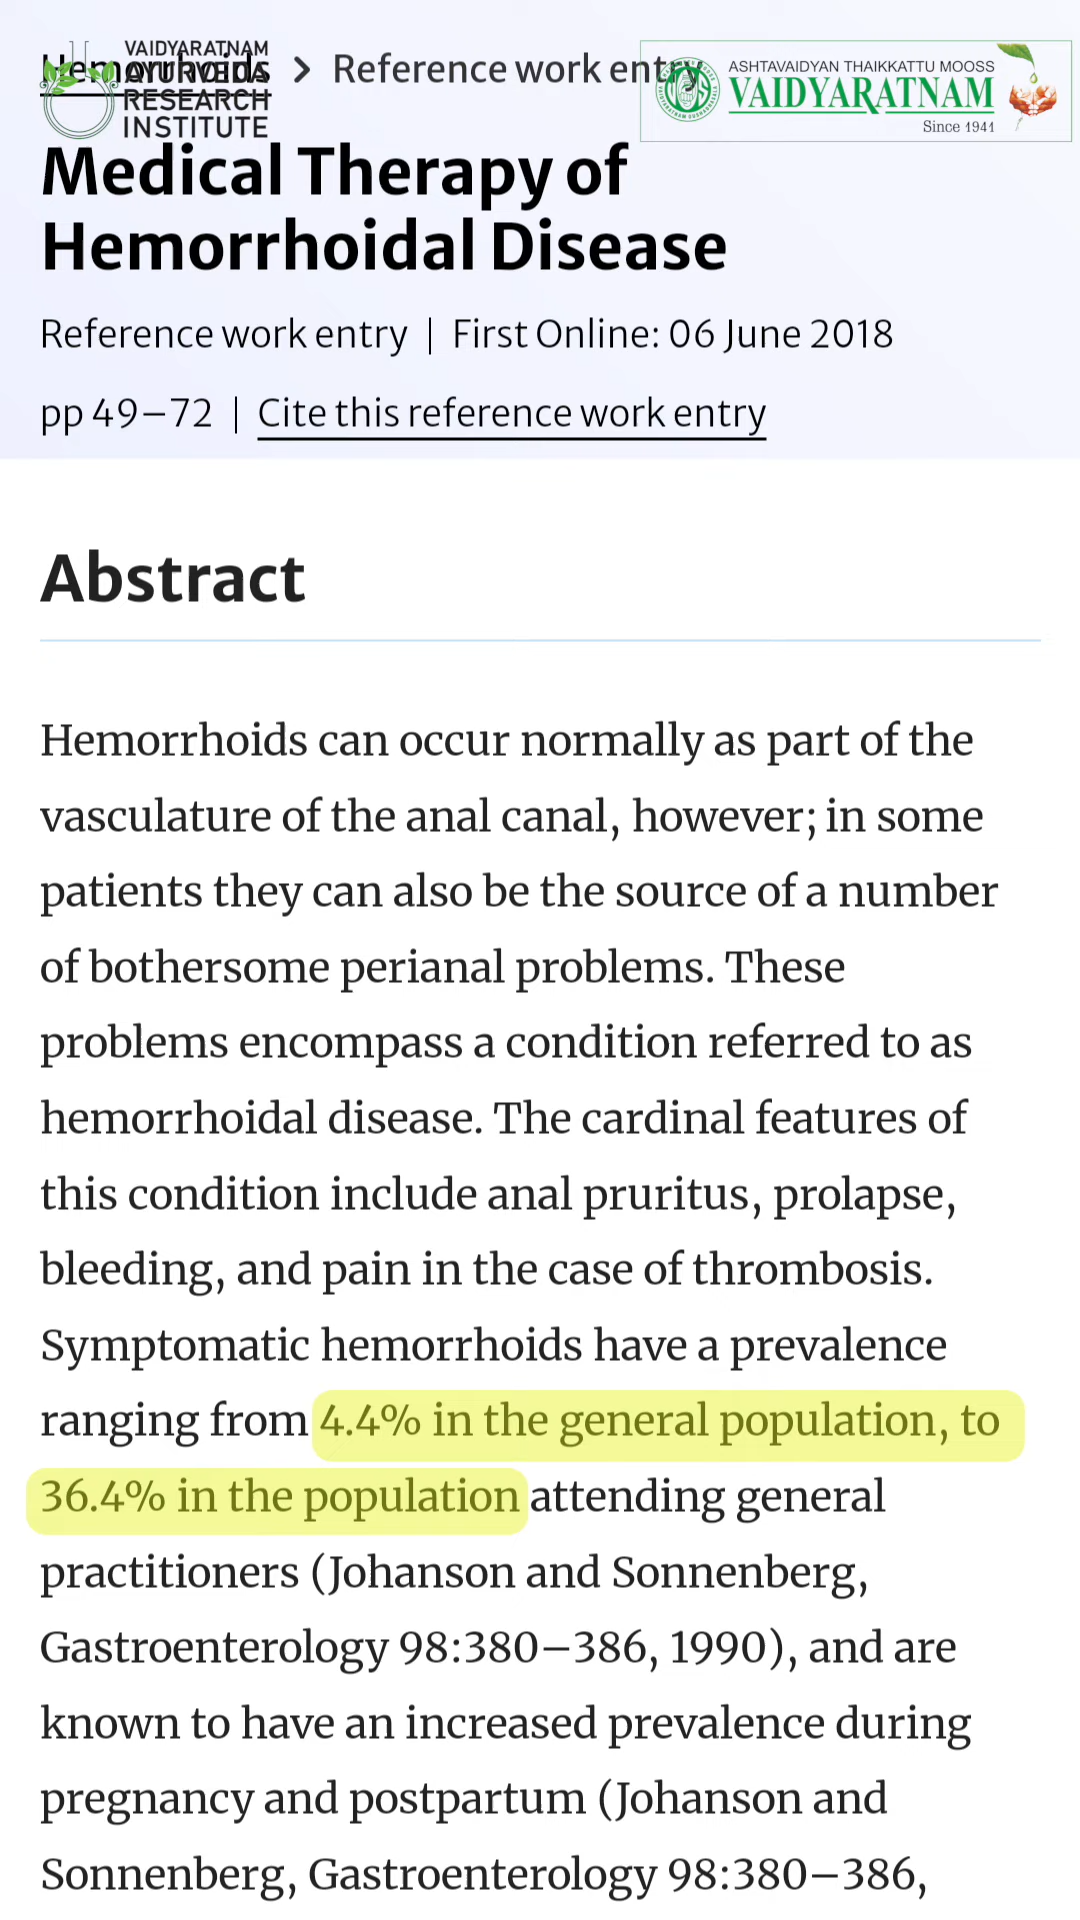 Hemorrhoids > Reference work entry
VAIDYARATNAM
AYURVEDA
RESEARCH
INSTITUTE
ASHTAVAIDYAN THAIKKATTU MOOSS
VAIDYARATNAM
Since 1941
Medical Therapy of
Hemorrhoidal Disease
Reference work entry | First Online: 06 June 2018
pp 49–72 | Cite this reference work entry
Abstract
Hemorrhoids can occur normally as part of the
vasculature of the anal canal, however; in some
patients they can also be the source of a number
of bothersome perianal problems. These
problems encompass a condition referred to as
hemorrhoidal disease. The cardinal features of
this condition include anal pruritus, prolapse,
bleeding, and pain in the case of thrombosis.
Symptomatic hemorrhoids have a prevalence
ranging from 4.4% in the general population, to
36.4% in the population attending general
practitioners (Johanson and Sonnenberg,
Gastroenterology 98:380–386, 1990), and are
known to have an increased prevalence during
pregnancy and postpartum (Johanson and
Sonnenberg, Gastroenterology 98:380–386,